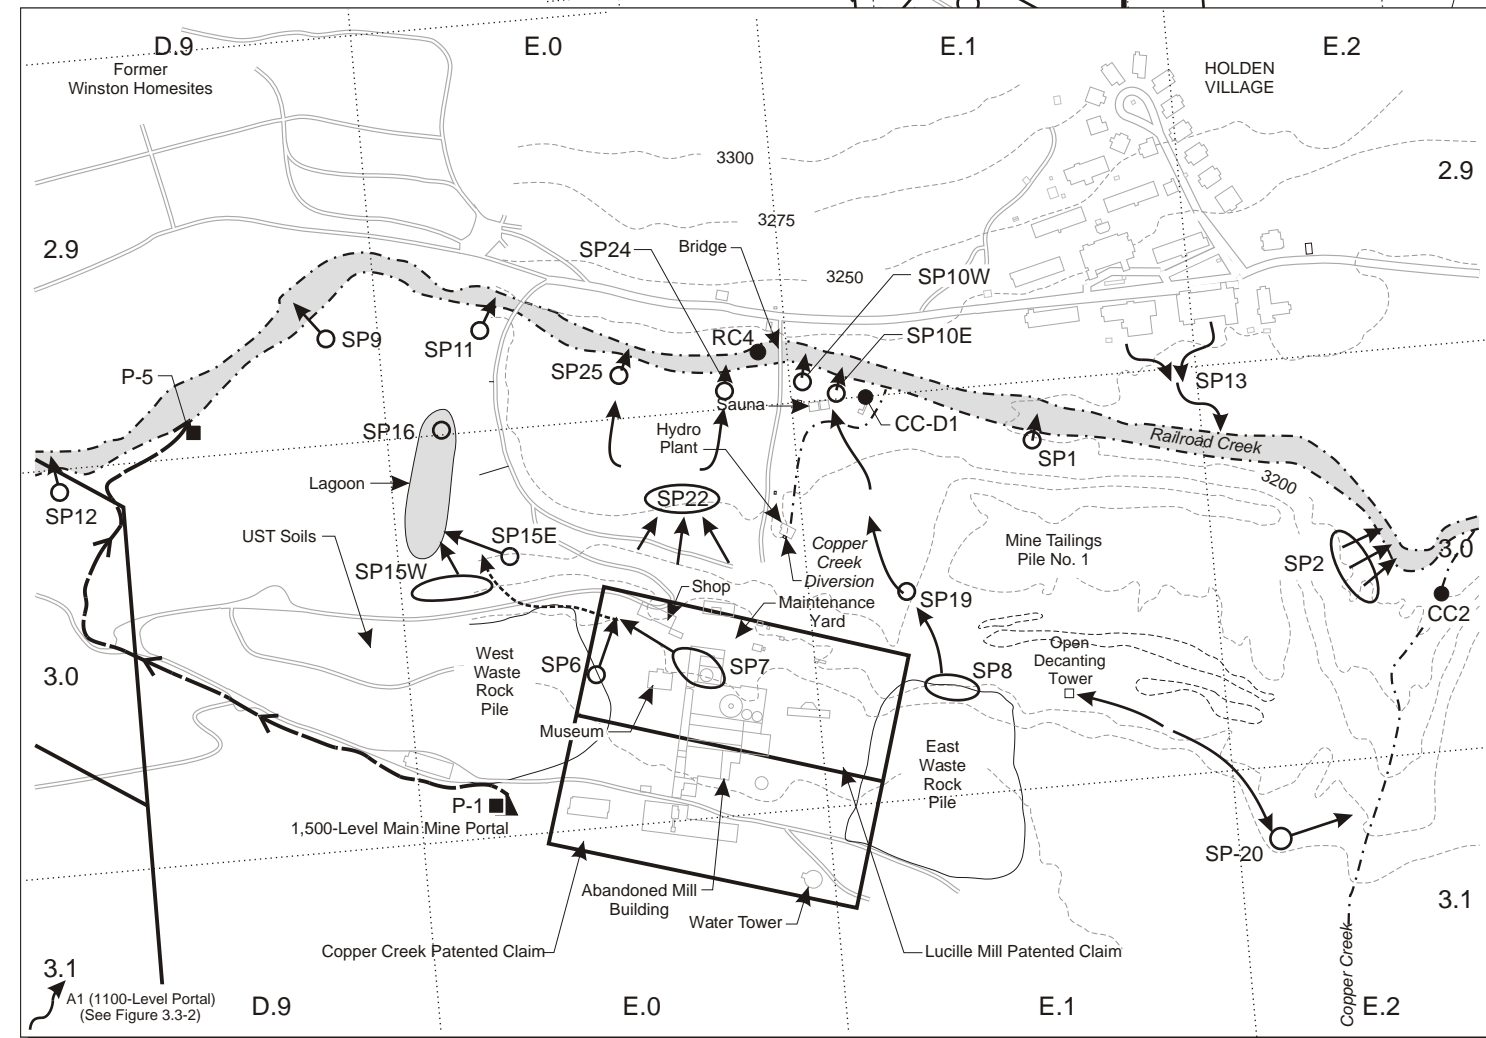 D.9
E.0
E.1
E.2
Former
Winston Homesites
HOLDEN
VILLAGE
3300
2.9
3275
2.9
SP24
Bridge
3250
SP10W
SP9
SP11
RC4
SP10E
P-5
SP25
SP13
Sauna
SP16
CC-D1
Hydro
Plant
SP1
Railroad Creek
Lagoon
3200
SP12
SP22
UST Soils
SP15E
Copper
Creek
Diversion
Mine Tailings
Pile No. 1
3.0
SP2
SP15W
Shop
Maintenance
Yard
SP19
CC2
West
Waste
Rock
Pile
SP6
SP7
SP8
Open
Decanting
Tower
3.0
Museum
East
Waste
Rock
Pile
P-1
1,500-Level Main Mine Portal
SP-20
Abandoned Mill
Building
Water Tower
3.1
Copper Creek Patented Claim
Lucille Mill Patented Claim
Copper Creek
3.1
A1 (1100-Level Portal)
(See Figure 3.3-2)
D.9
E.0
E.1
E.2